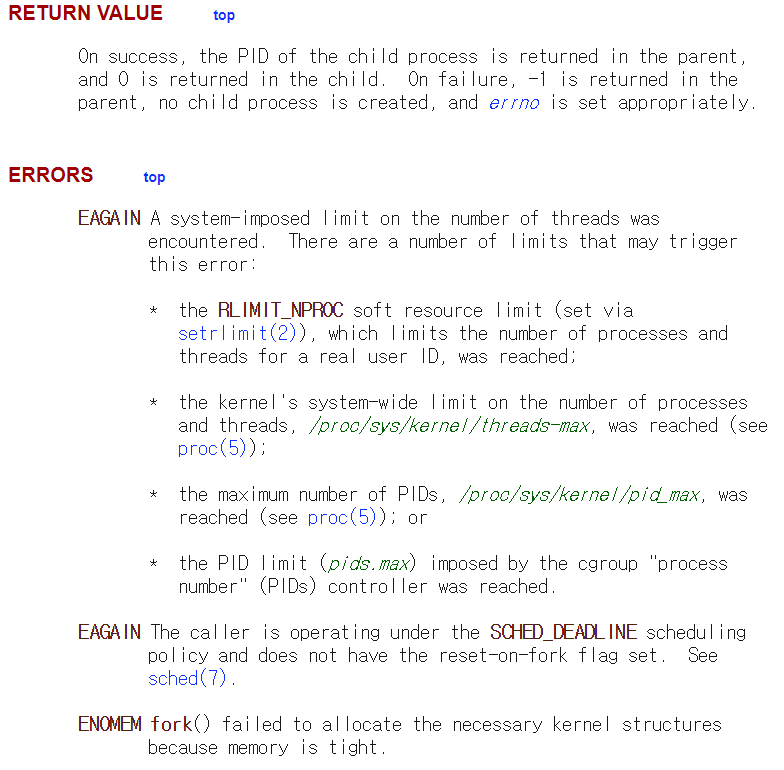 RETURN VALUE top
On success, the PID of the child process is returned in the parent,
and 0 is returned in the child. On failure, -1 is returned in the
parent, no child process is created, and errno is set appropriately.
ERRORS top
EAGAIN A system-imposed limit on the number of threads was
encountered. There are a number of limits that may trigger
this error:
* the RLIMIT_NPROC soft resource limit (set via
setrlimit(2)), which limits the number of processes and
threads for a real user ID, was reached;
* the kernel's system-wide limit on the number of processes
and threads, /proc/sys/kernel/threads-max, was reached (see
proc(5));
* the maximum number of PIDs, /proc/sys/kernel/pid_max, was
reached (see proc(5)); or
* the PID limit (pids.max) imposed by the cgroup "process
number" (PIDs) controller was reached.
EAGAIN The caller is operating under the SCHED_DEADLINE scheduling
policy and does not have the reset-on-fork flag set. See
sched(7).
ENOMEM fork() failed to allocate the necessary kernel structures
because memory is tight.